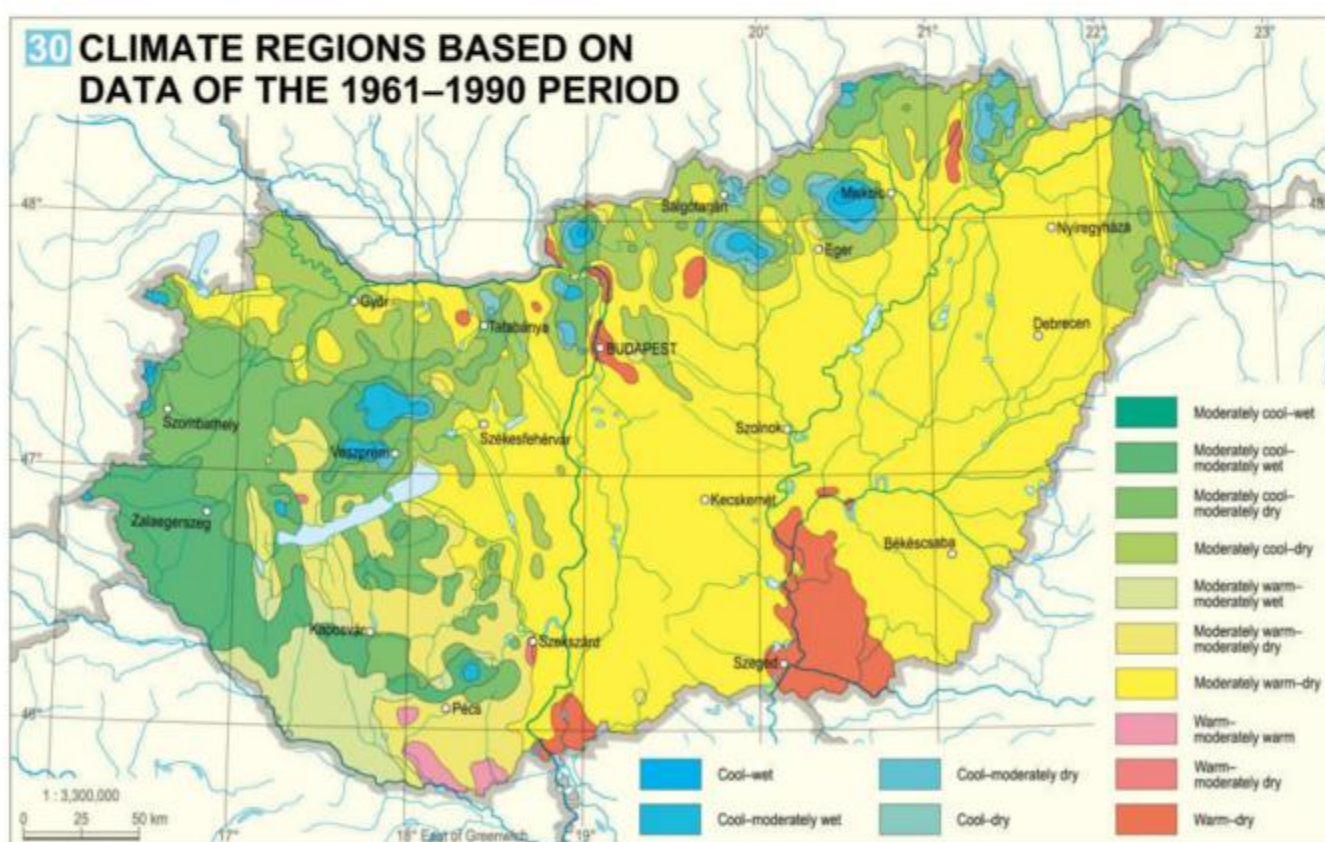 30 CLIMATE REGIONS BASED ON
DATA OF THE 1961–1990 PERIOD
20°
21°
22°
23°
48°
48°
Salgótarján
Miskolc
Nyíregyháza
Eger
Győr
Tatabánya
BUDAPEST
Debrecen
Szombathely
Székesfehérvár
Szolnok
Veszprém
47°
Kecskemét
Zalaegerszeg
Békéscsaba
Kaposvár
Szekszárd
Szeged
46°
Pécs
Moderately cool–wet
Moderately cool–
moderately wet
Moderately cool–
moderately dry
Moderately cool–dry
Moderately warm–
moderately wet
Moderately warm–
moderately dry
Moderately warm–dry
Warm–
moderately warm
Warm–
moderately dry
Warm–dry
Cool–wet
Cool–moderately dry
Cool–moderately wet
Cool–dry
1 : 3,300,000
0 25 50 km
17°
18° East of Greenwich
19°